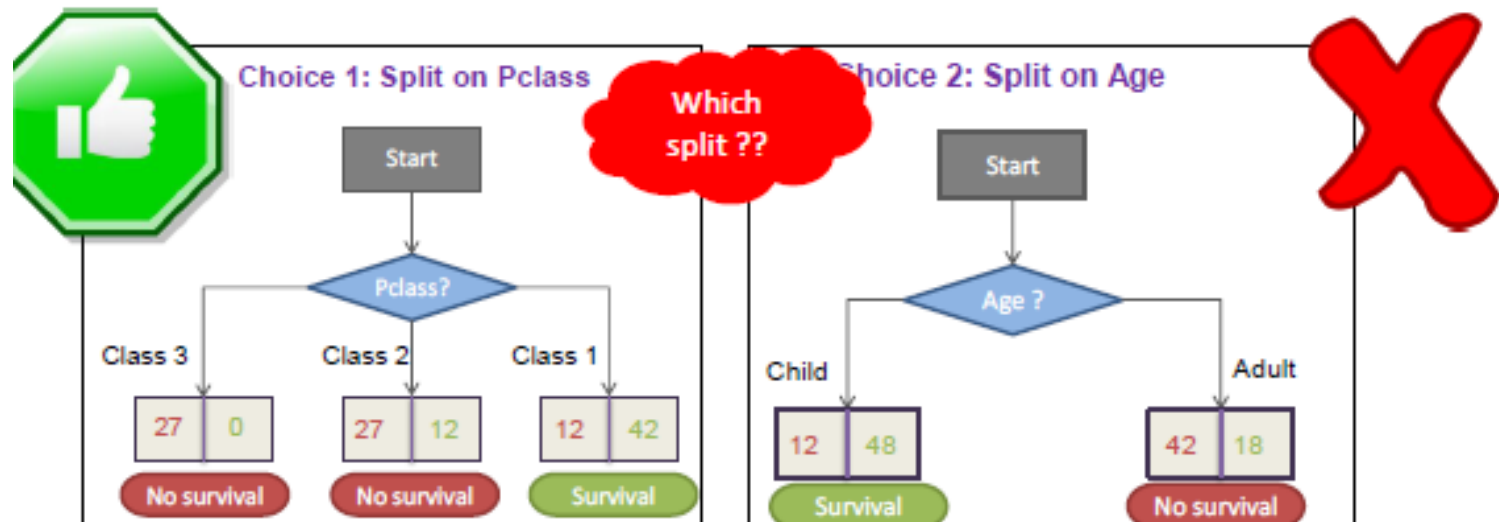 Choice 1: Split on Pclass
Start
Pclass?
Class 3
Class 2
Class 1
27 0
27 12
12 42
No survival
No survival
Survival
Which
split ??
hoice 2: Split on Age
Start
Age ?
Child
Adult
12 48
42 18
Survival
No survival